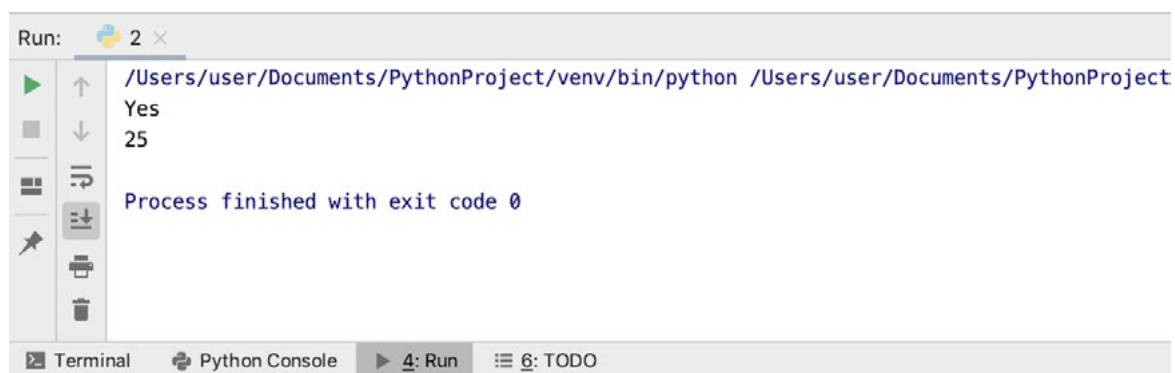 Run: 2
/Users/user/Documents/PythonProject/venv/bin/python /Users/user/Documents/PythonProject
Yes
25
Process finished with exit code 0
Terminal Python Console 4: Run 6: TODO